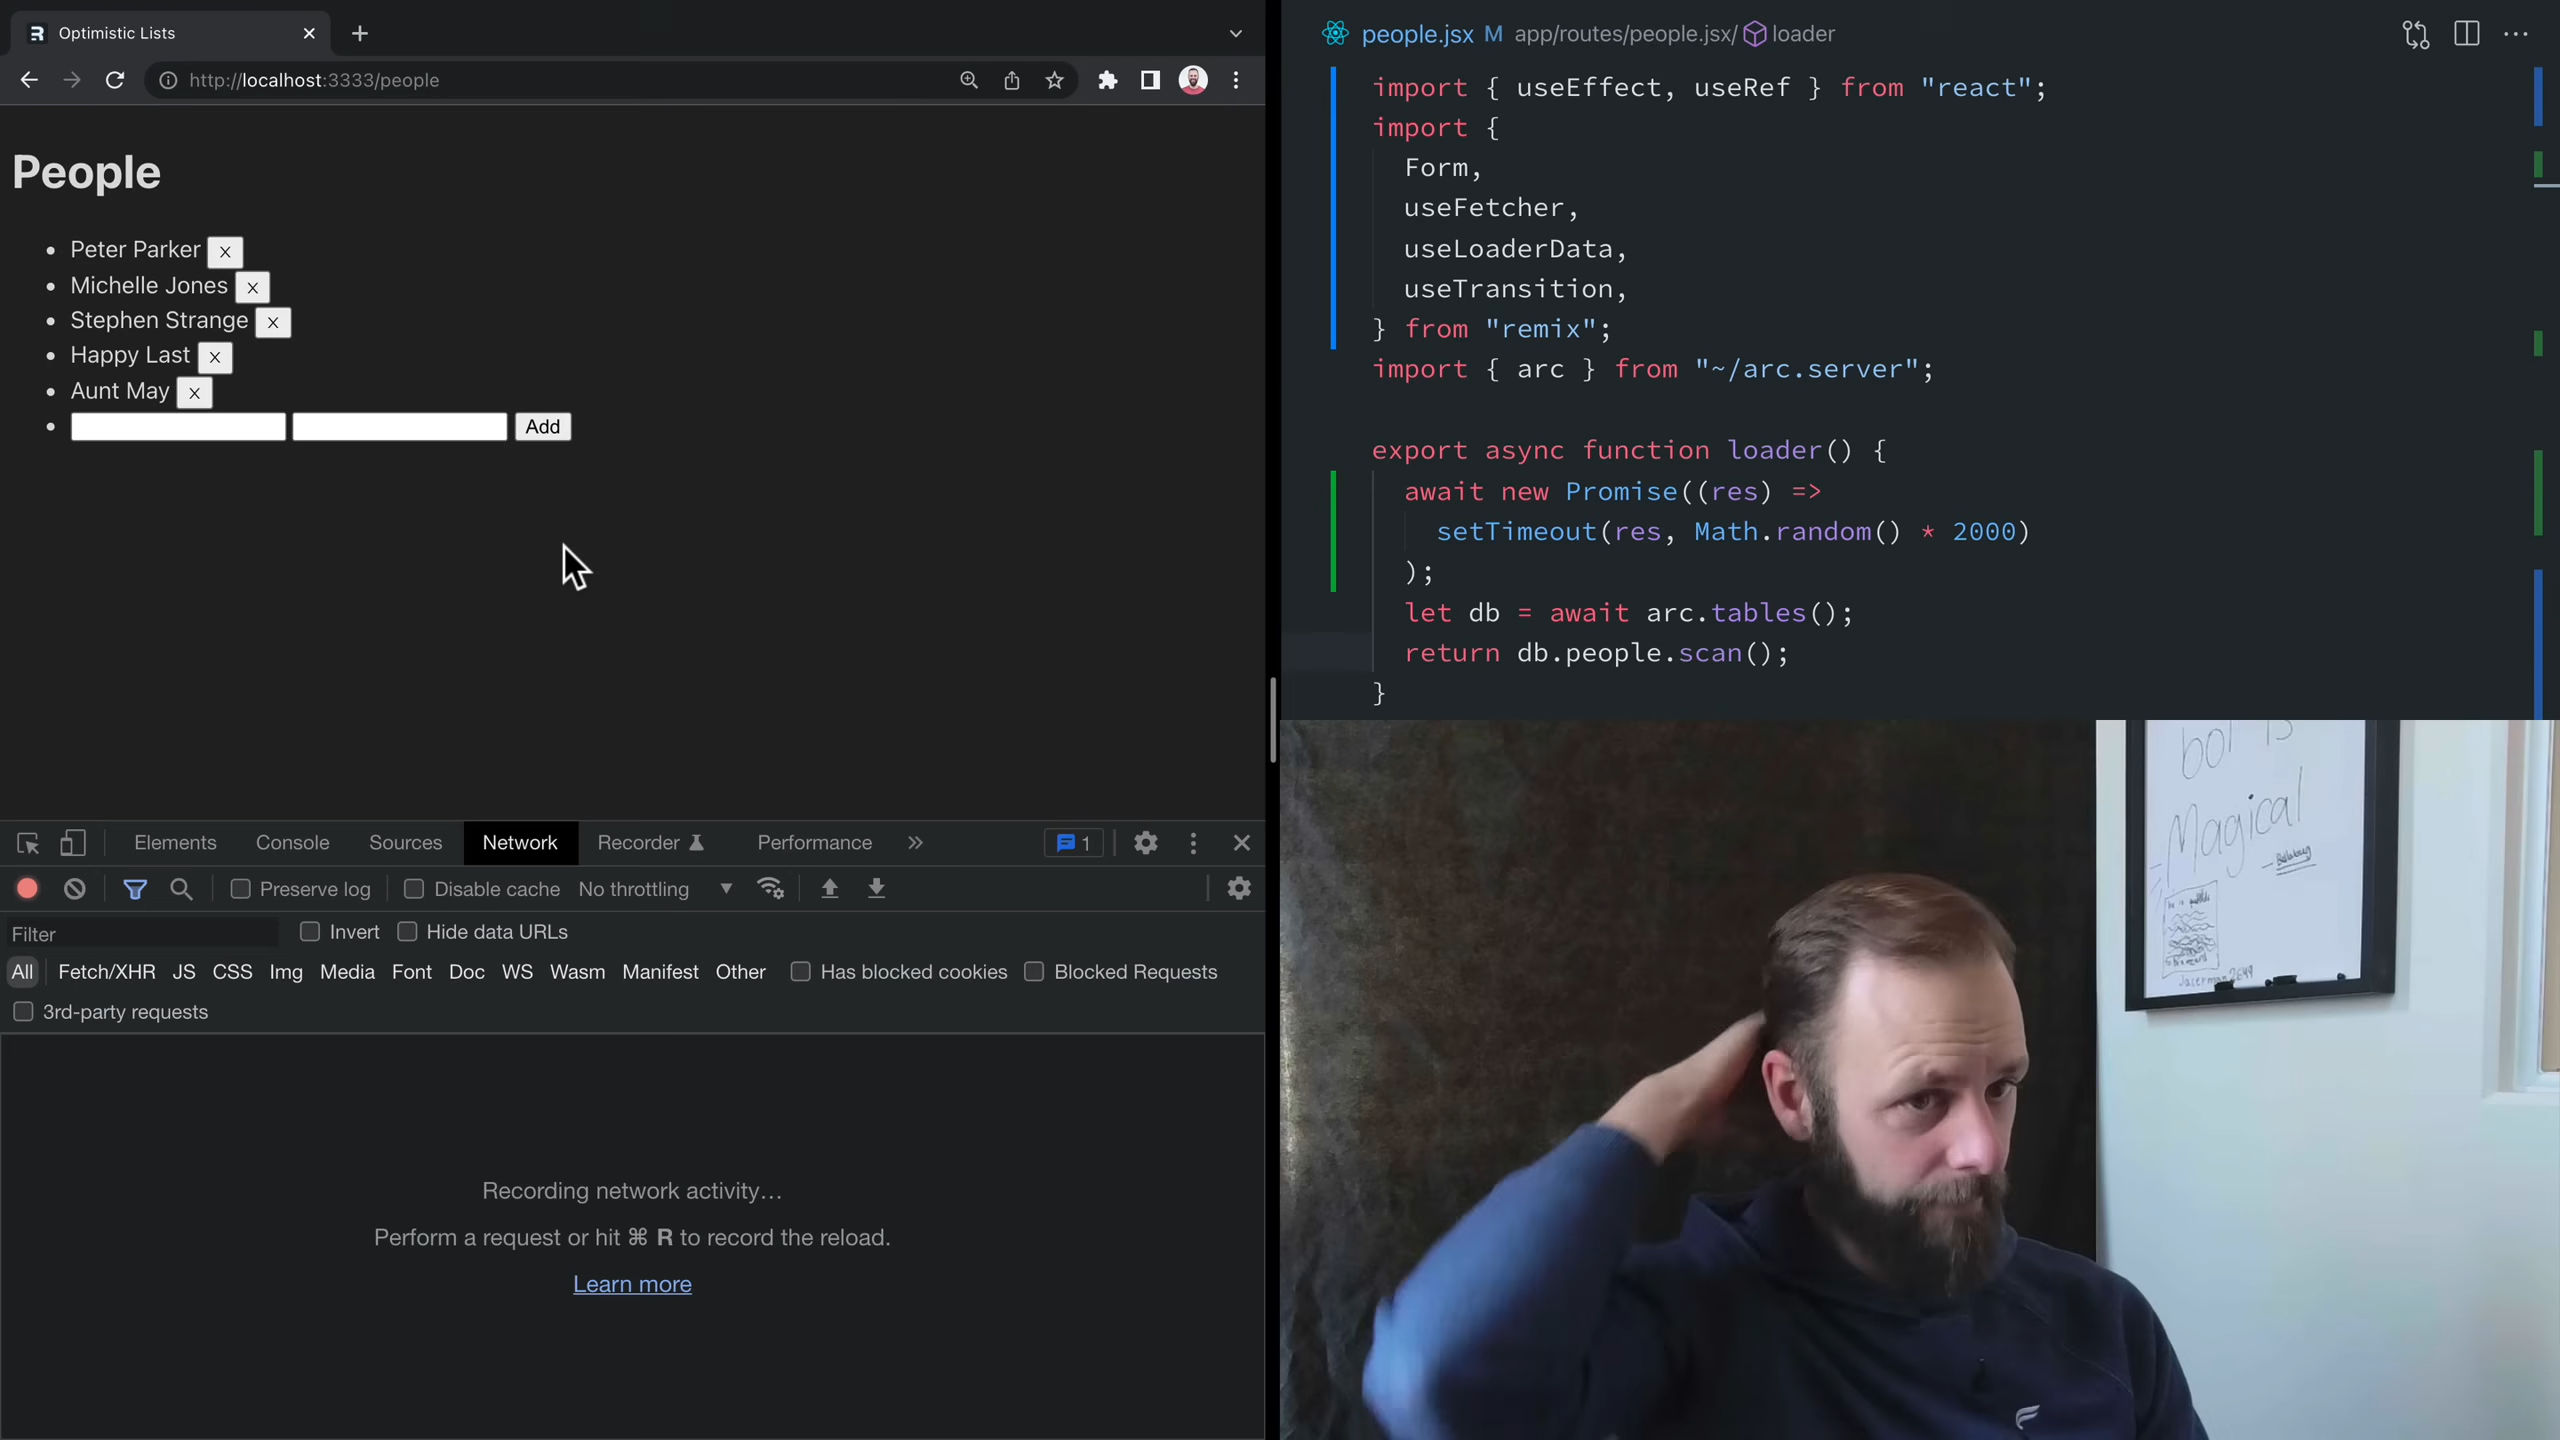 Optimistic Lists
http://localhost:3333/people
People
Peter Parker x
Michelle Jones x
Stephen Strange x
Happy Last x
Aunt May x
Add
Elements Console Sources Network Recorder Performance » 1
Preserve log Disable cache No throttling
Filter Invert Hide data URLs
All Fetch/XHR JS CSS Img Media Font Doc WS Wasm Manifest Other Has blocked cookies Blocked Requests
3rd-party requests
Recording network activity…
Perform a request or hit ⌘ R to record the reload.
Learn more
people.jsx M app/routes/people.jsx/ loader
import { useEffect, useRef } from "react";
import {
Form,
useFetcher,
useLoaderData,
useTransition,
} from "remix";
import { arc } from "~/arc.server";
export async function loader() {
await new Promise((res) =>
setTimeout(res, Math.random() * 2000)
);
let db = await arc.tables();
return db.people.scan();
}
is
Magical